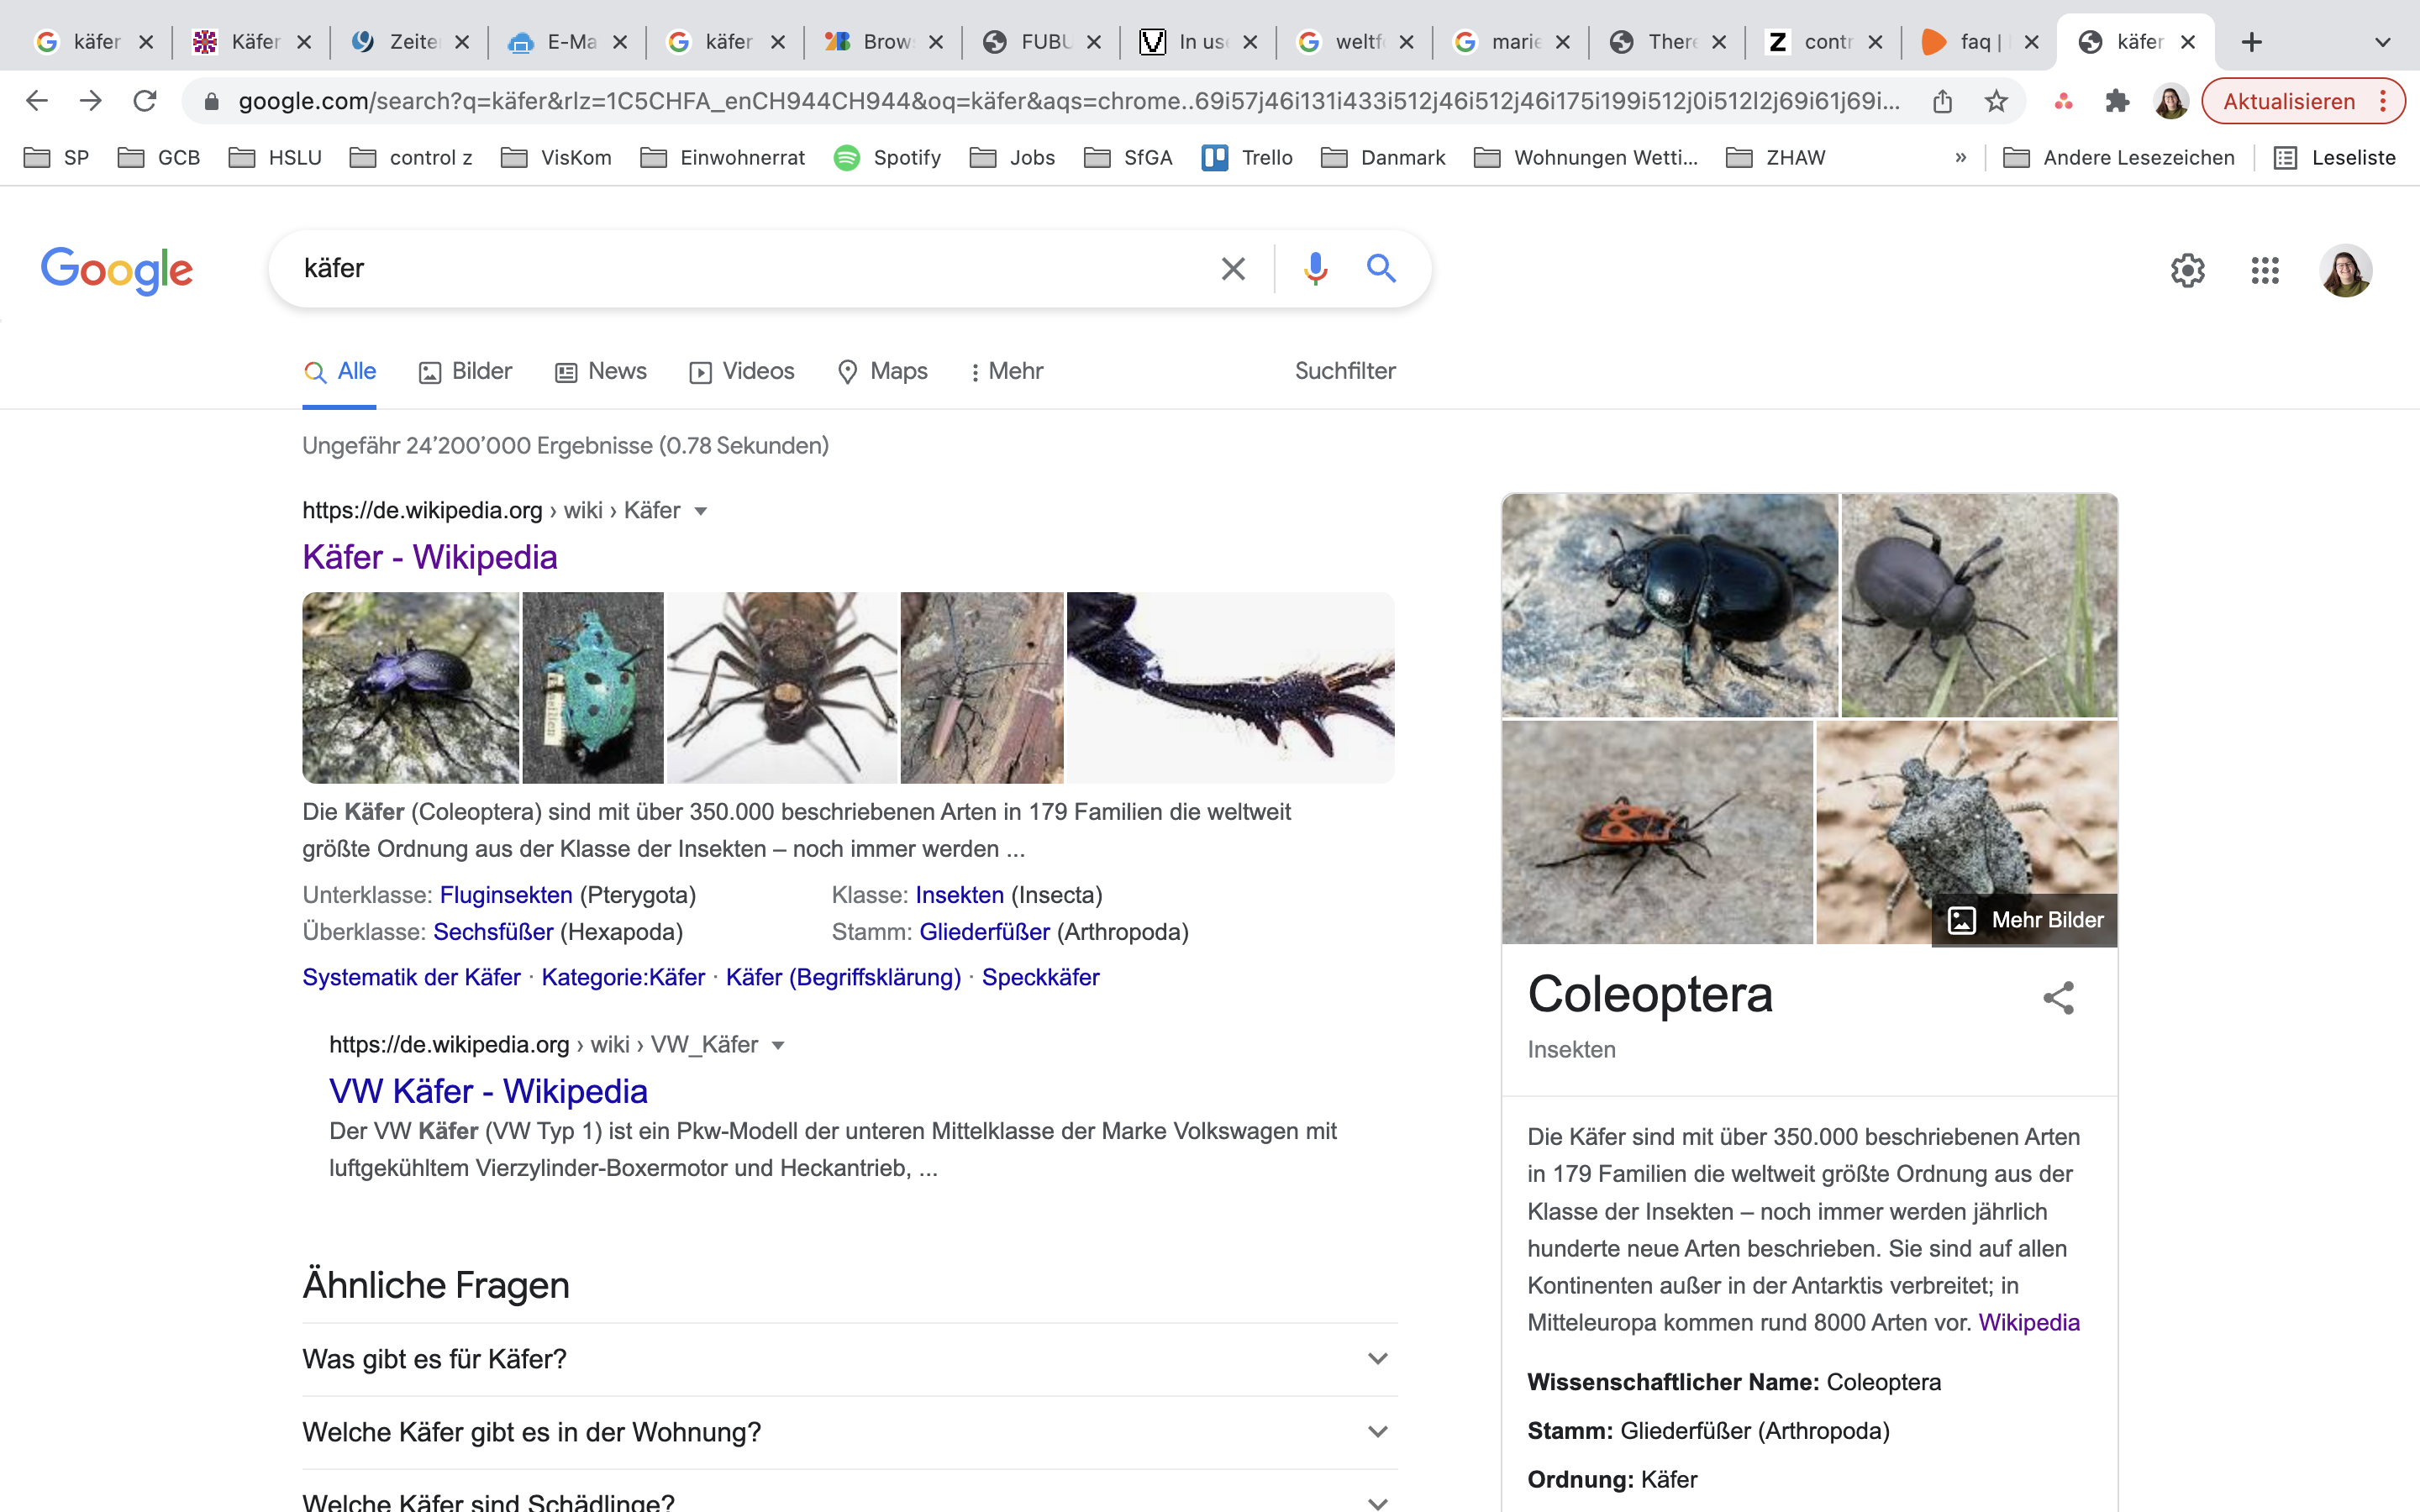 käfer
Käfer
Zeiter
E-Ma
käfer
Brow
FUBU
In us
weltf
marie
There
contr
faq |
käfer
google.com/search?q=käfer&rlz=1C5CHFA_enCH944CH944&oq=käfer&aqs=chrome..69i57j46i131i433i512j46i512j46i175i199i512j0i512l2j69i61j69i...
Aktualisieren
SP
GCB
HSLU
control z
VisKom
Einwohnerrat
Spotify
Jobs
SfGA
Trello
Danmark
Wohnungen Wetti...
ZHAW
»
Andere Lesezeichen
Leseliste
Google
käfer
Alle
Bilder
News
Videos
Maps
Mehr
Suchfilter
Ungefähr 24’200’000 Ergebnisse (0.78 Sekunden)
https://de.wikipedia.org › wiki › Käfer
Käfer - Wikipedia
Die Käfer (Coleoptera) sind mit über 350.000 beschriebenen Arten in 179 Familien die weltweit
größte Ordnung aus der Klasse der Insekten – noch immer werden ...
Unterklasse: Fluginsekten (Pterygota)
Klasse: Insekten (Insecta)
Überklasse: Sechsfüßer (Hexapoda)
Stamm: Gliederfüßer (Arthropoda)
Systematik der Käfer · Kategorie:Käfer · Käfer (Begriffsklärung) · Speckkäfer
https://de.wikipedia.org › wiki › VW_Käfer
VW Käfer - Wikipedia
Der VW Käfer (VW Typ 1) ist ein Pkw-Modell der unteren Mittelklasse der Marke Volkswagen mit
luftgekühltem Vierzylinder-Boxermotor und Heckantrieb, ...
Ähnliche Fragen
Was gibt es für Käfer?
Welche Käfer gibt es in der Wohnung?
Welche Käfer sind Schädlinge?
Mehr Bilder
Coleoptera
Insekten
Die Käfer sind mit über 350.000 beschriebenen Arten
in 179 Familien die weltweit größte Ordnung aus der
Klasse der Insekten – noch immer werden jährlich
hunderte neue Arten beschrieben. Sie sind auf allen
Kontinenten außer in der Antarktis verbreitet; in
Mitteleuropa kommen rund 8000 Arten vor. Wikipedia
Wissenschaftlicher Name: Coleoptera
Stamm: Gliederfüßer (Arthropoda)
Ordnung: Käfer